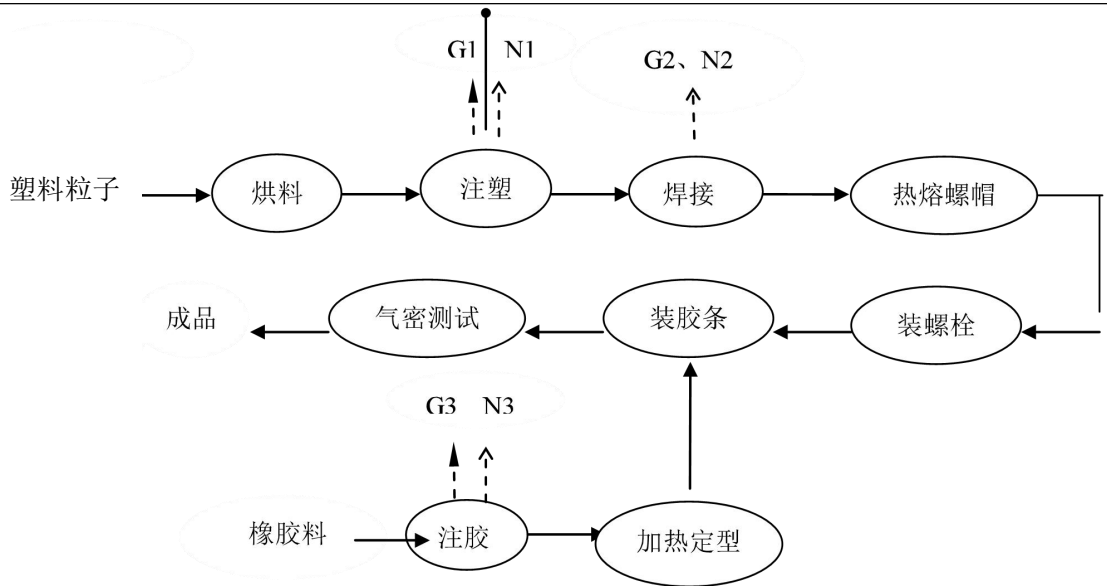 G1 N1
G2、N2
塑料粒子
烘料
注塑
焊接
热熔螺帽
成品
气密测试
装胶条
装螺栓
G3 N3
橡胶料
注胶
加热定型